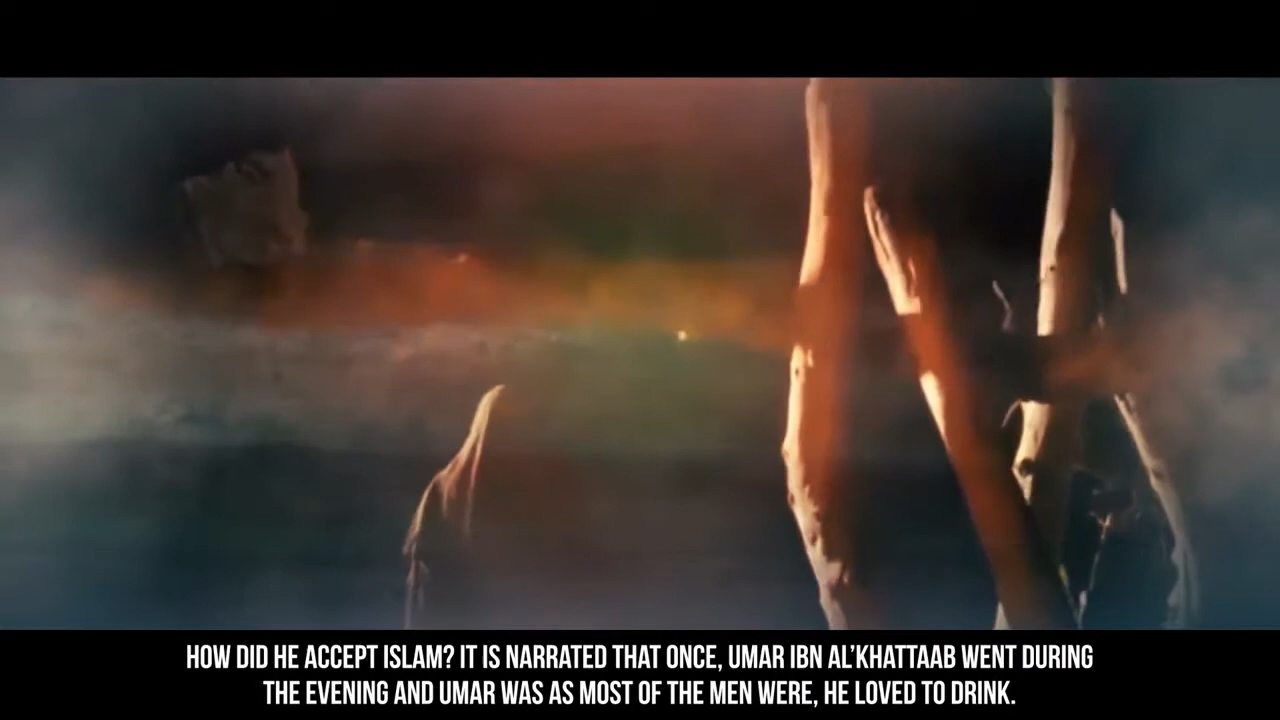 HOW DID HE ACCEPT ISLAM? IT IS NARRATED THAT ONCE, UMAR IBN AL'KHATTAAB WENT DURING
THE EVENING AND UMAR WAS AS MOST OF THE MEN WERE, HE LOVED TO DRINK.